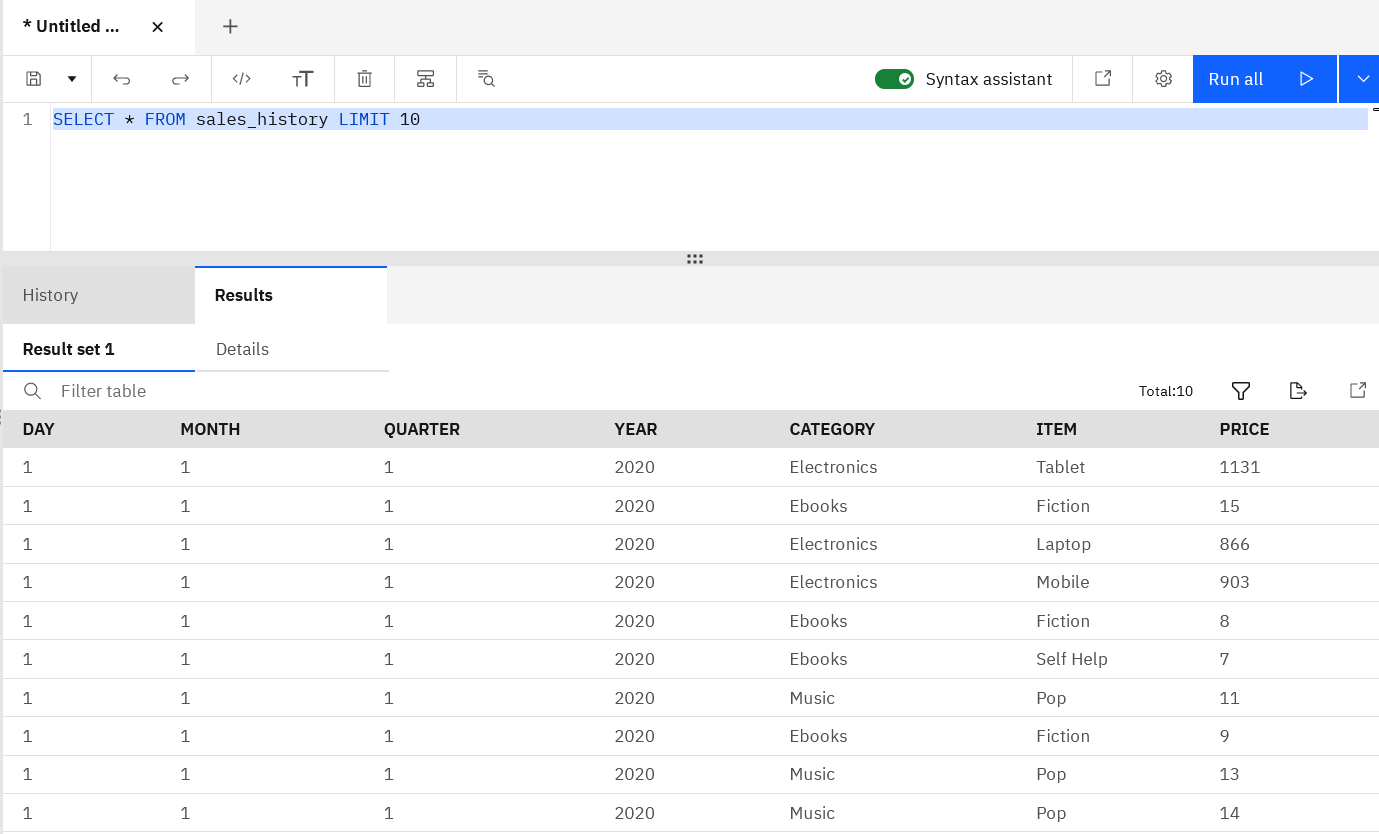 * Untitled ...
Syntax assistant Run all
1 SELECT * FROM sales_history LIMIT 10
History Results
Result set 1 Details
Filter table Total:10
DAY MONTH QUARTER YEAR CATEGORY ITEM PRICE
1 1 1 2020 Electronics Tablet 1131
1 1 1 2020 Ebooks Fiction 15
1 1 1 2020 Electronics Laptop 866
1 1 1 2020 Electronics Mobile 903
1 1 1 2020 Ebooks Fiction 8
1 1 1 2020 Ebooks Self Help 7
1 1 1 2020 Music Pop 11
1 1 1 2020 Ebooks Fiction 9
1 1 1 2020 Music Pop 13
1 1 1 2020 Music Pop 14